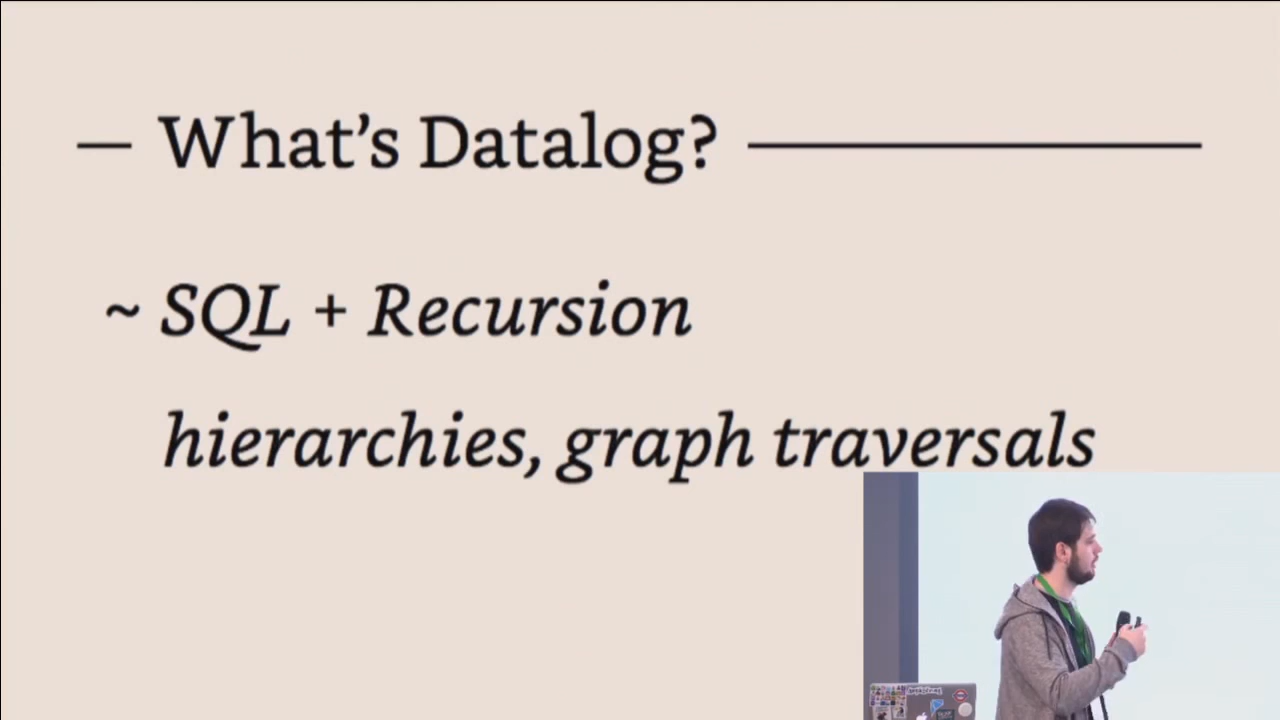 What's Datalog?
~ SQL + Recursion
hierarchies, graph traversals